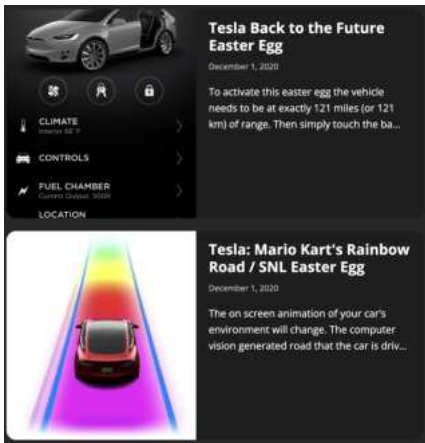 Tesla Back to the Future
Easter Egg
December 1, 2020
To activate this easter egg the vehicle
needs to be at exactly 121 miles (or 121
km) of range. Then simply touch the ba...
CLIMATE
Interior 88°F
CONTROLS
FUEL CHAMBER
Current Output: 500W
LOCATION
Tesla: Mario Kart's Rainbow
Road / SNL Easter Egg
December 1, 2020
The on screen animation of your car's
environment will change. The computer
vision generated road that the car is driv...